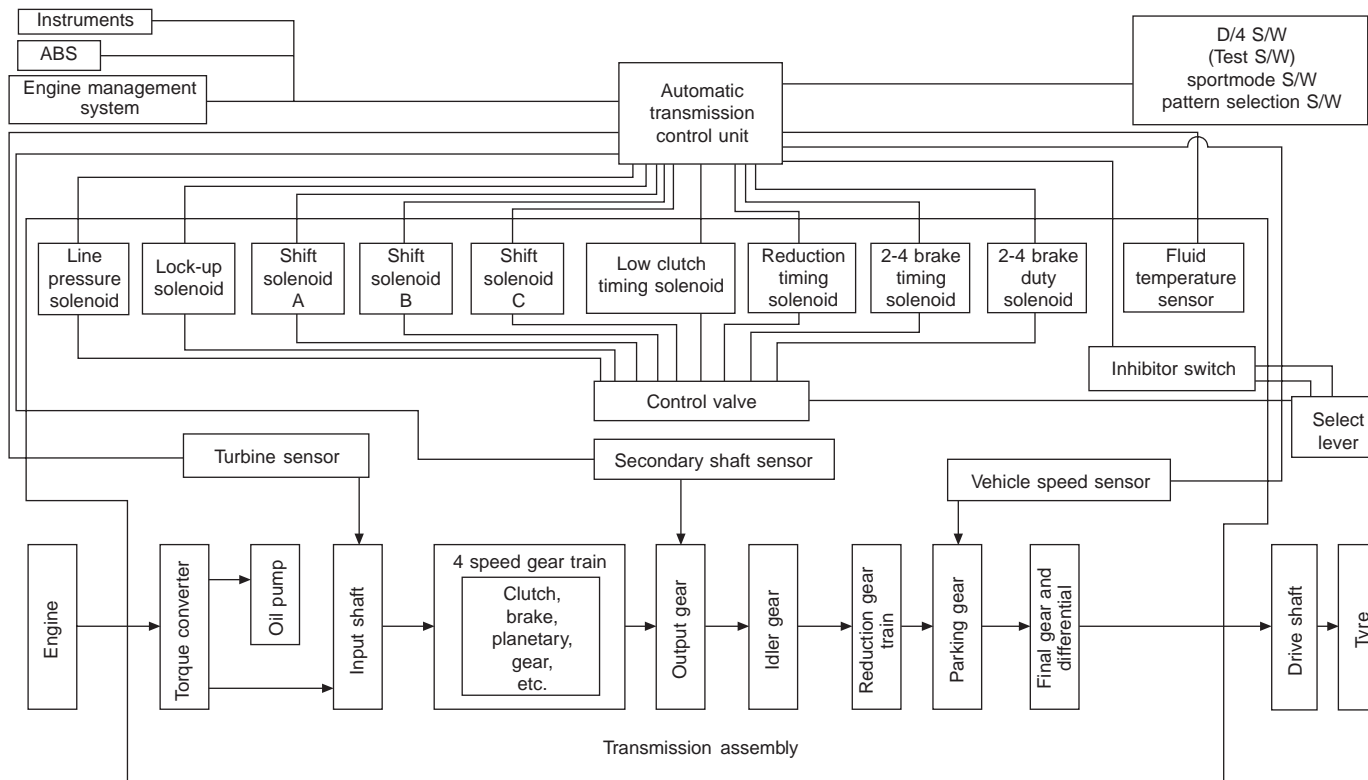 Instruments
ABS
Engine management
system
Automatic
transmission
control unit
D/4 S/W
(Test S/W)
sportmode S/W
pattern selection S/W
Line
pressure
solenoid
Lock-up
solenoid
Shift
solenoid
A
Shift
solenoid
B
Shift
solenoid
C
Low clutch
timing solenoid
Reduction
timing
solenoid
2-4 brake
timing
solenoid
2-4 brake
duty
solenoid
Fluid
temperature
sensor
Inhibitor switch
Control valve
Select
lever
Turbine sensor
Secondary shaft sensor
Vehicle speed sensor
Engine
Torque converter
Oil pump
Input shaft
4 speed gear train
Clutch,
brake,
planetary,
gear,
etc.
Output gear
Idler gear
Reduction gear
train
Parking gear
Final gear and
differential
Drive shaft
Tyre
Transmission assembly